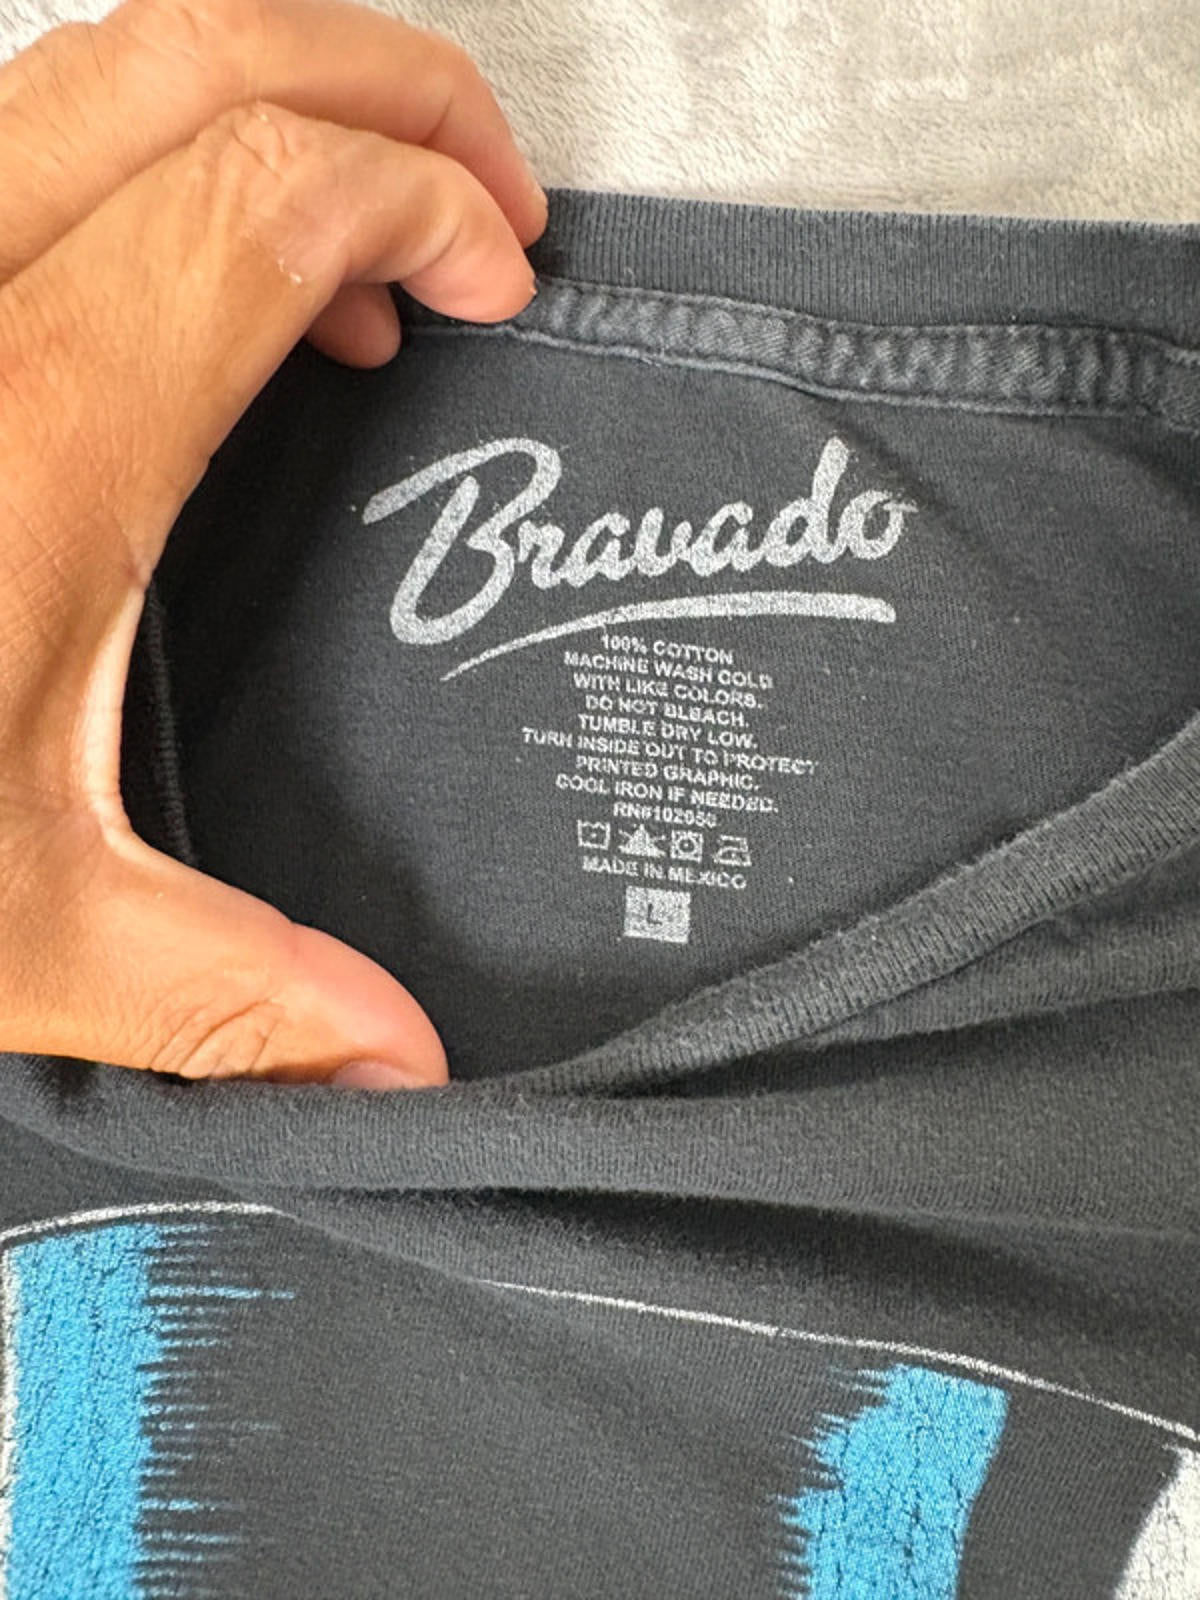 Bravado
100% COTTON
MACHINE WASH COLD
WITH LIKE COLORS.
DO NOT BLEACH.
TUMBLE DRY LOW.
TURN INSIDE OUT TO PROTECT
PRINTED GRAPHIC.
COOL IRON IF NEEDED.
MADE IN MEXICO
L